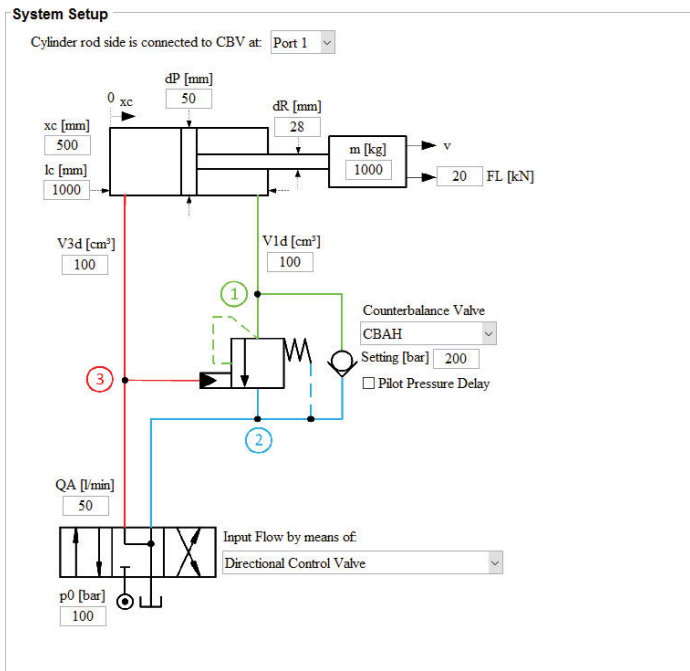 System Setup
Cylinder rod side is connected to CBV at: Port 1
dP [mm]
50
0 xc
dR [mm]
28
xc [mm]
500
lc [mm]
1000
m [kg]
1000
v
20 FL [kN]
V3d [cm³]
100
V1d [cm³]
100
1
Counterbalance Valve
CBAH
Setting [bar] 200
Pilot Pressure Delay
3
2
QA [l/min]
50
Input Flow by means of:
Directional Control Valve
p0 [bar]
100